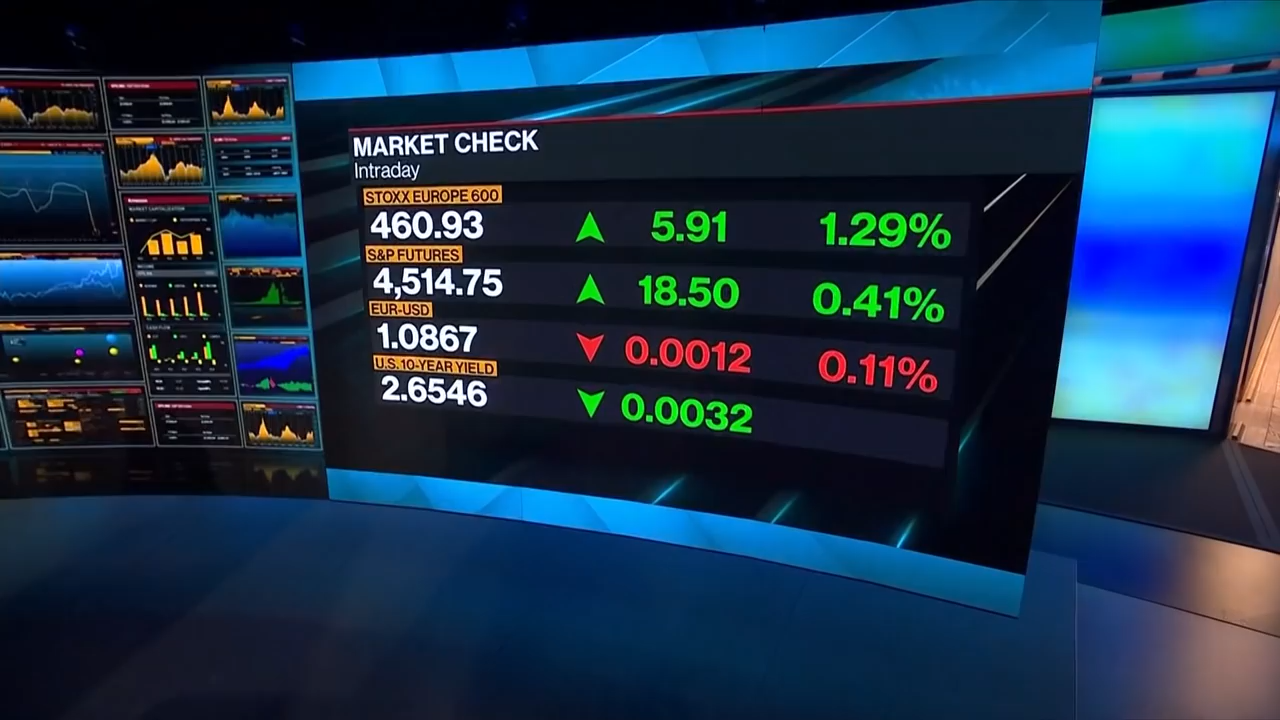 MARKET CHECK
Intraday
STOXX EUROPE 600
460.93 5.91 1.29%
S&P FUTURES
4,514.75 18.50 0.41%
EUR-USD
1.0867 0.0012 0.11%
U.S. 10-YEAR YIELD
2.6546 0.0032